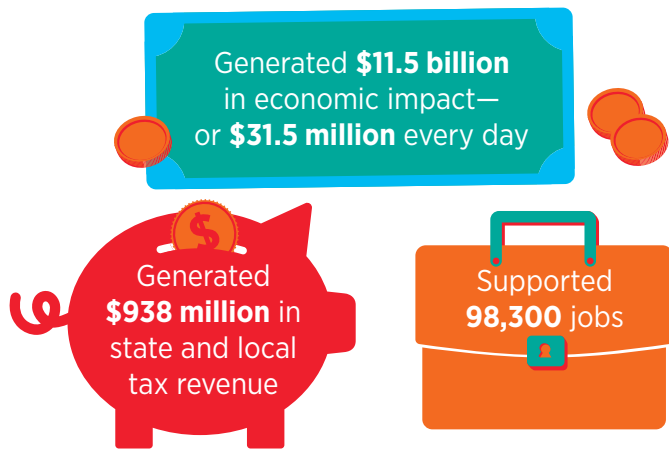 Generated $11.5 billion
in economic impact—
or $31.5 million every day
$
Generated
$938 million in
state and local
tax revenue
Supported
98,300 jobs